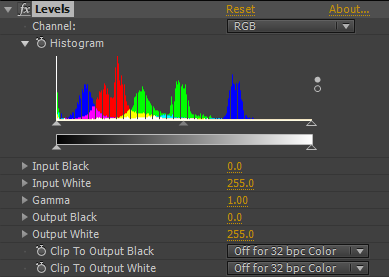 fx Levels Reset About...
Channel: RGB
Histogram
Input Black 0.0
Input White 255.0
Gamma 1.00
Output Black 0.0
Output White 255.0
Clip To Output Black Off for 32 bpc Color
Clip To Output White Off for 32 bpc Color